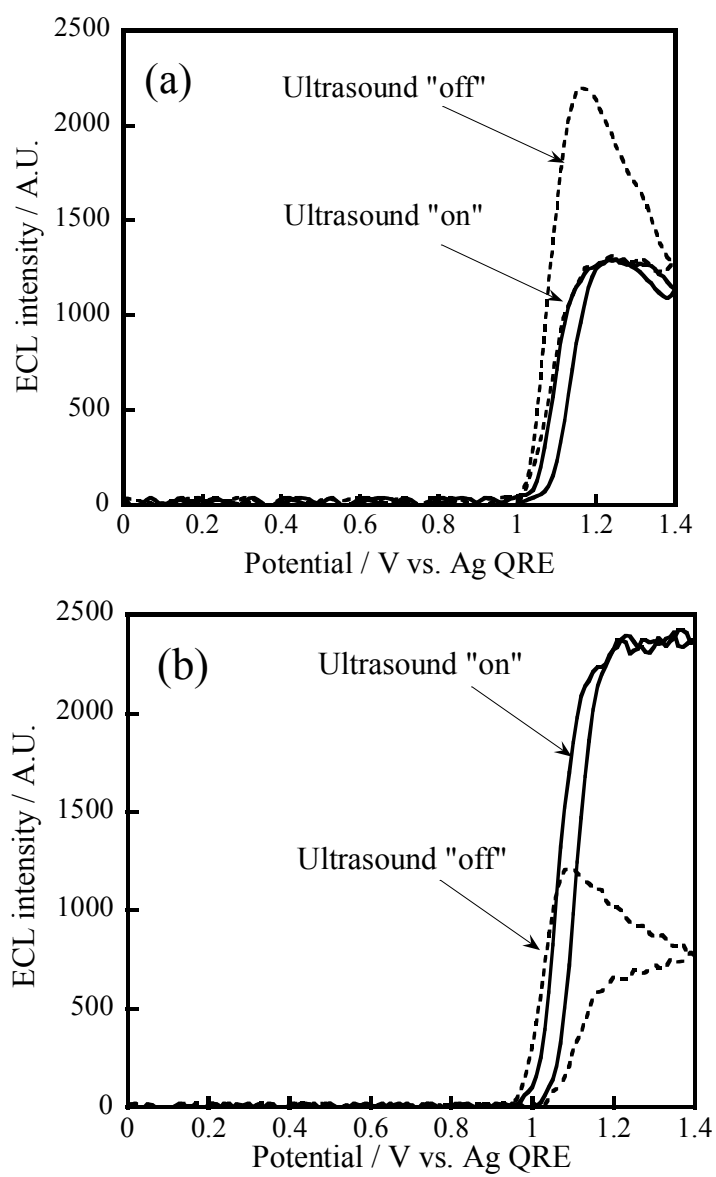 2500
(a)
Ultrasound "off"
2000
Ultrasound "on"
1500
ECL intensity / A.U.
1000
500
0
0 0.2 0.4 0.6 0.8 1 1.2 1.4
Potential / V vs. Ag QRE
2500
(b)
Ultrasound "on"
2000
ECL intensity / A.U.
1500
Ultrasound "off"
1000
500
0
0 0.2 0.4 0.6 0.8 1 1.2 1.4
Potential / V vs. Ag QRE